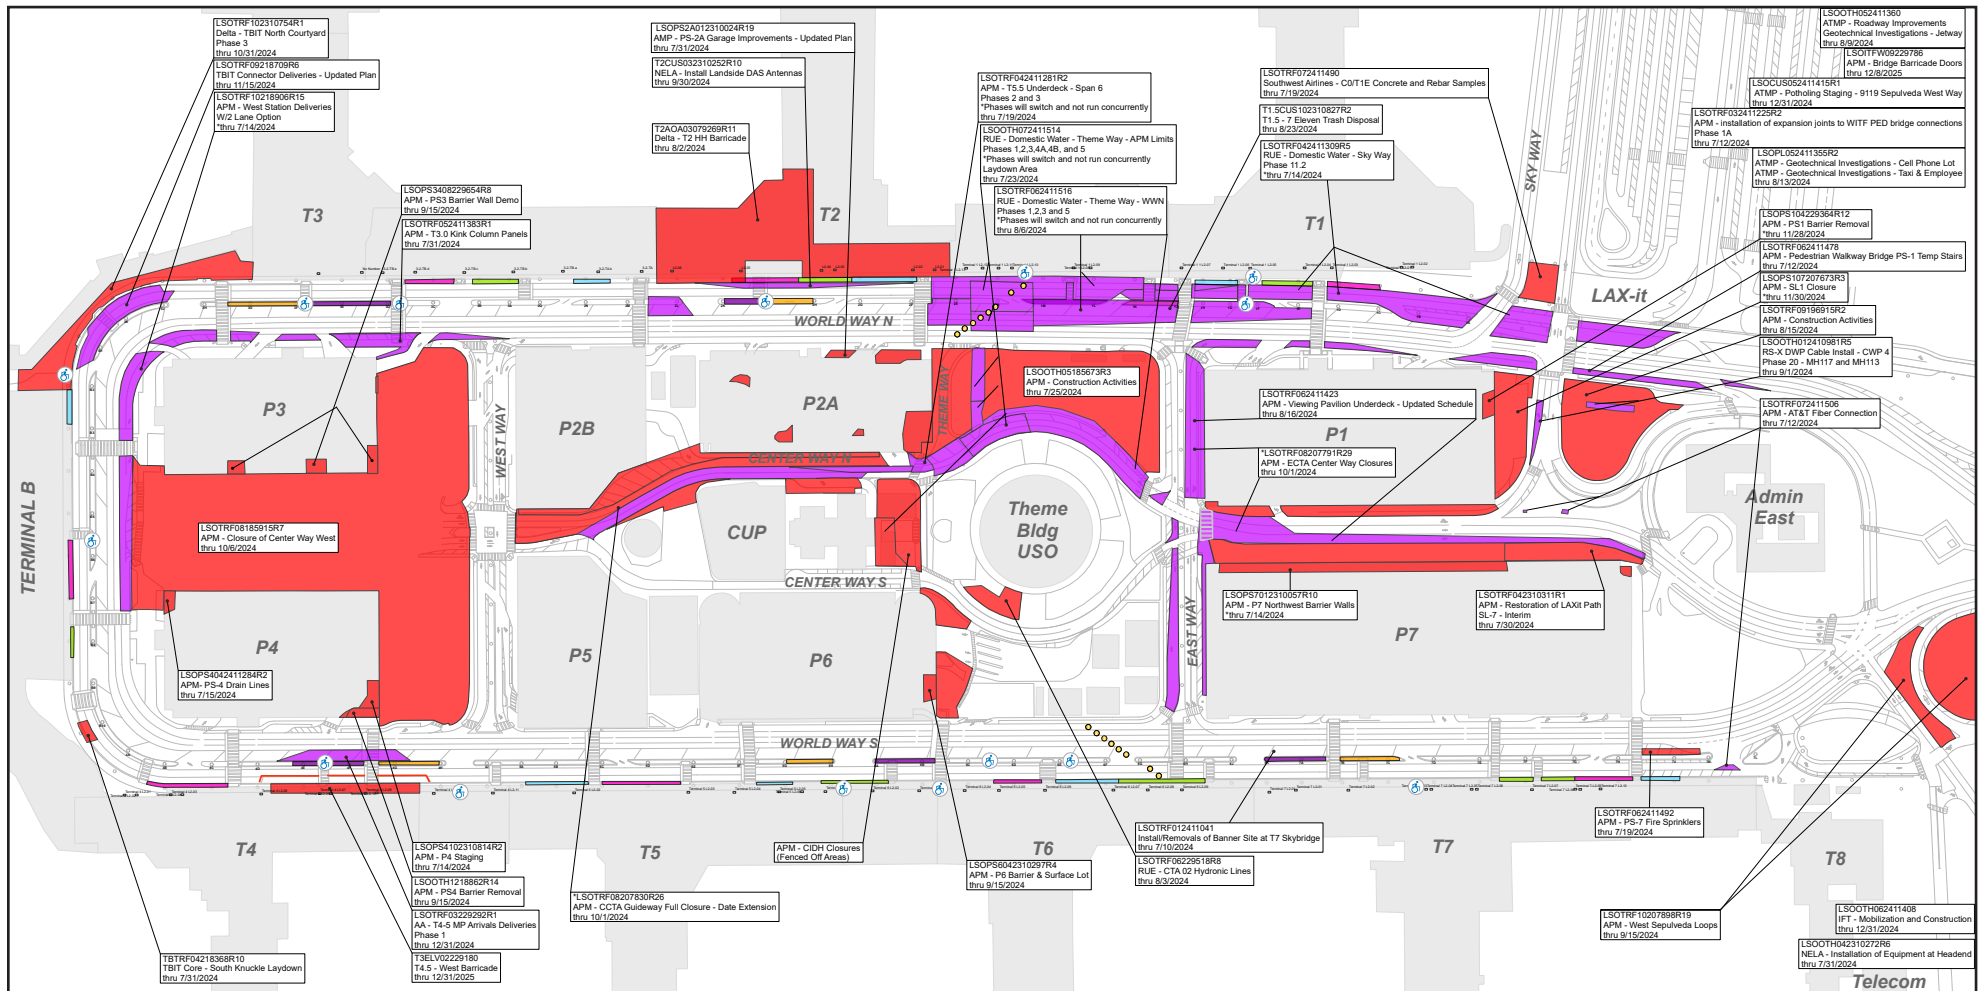 LSOTRF102310754R1
Delta - TBIT North Courtyard
Phase 3
thru 10/31/2024
LSOTRF09218709R6
TBIT Connector Deliveries - Updated Plan
thru 11/15/2024
LSOTRF10218906R15
APM - West Station Deliveries
W/2 Lane Option
*thru 7/14/2024
LSOPS3408229654R8
APM - PS3 Barrier Wall Demo
thru 9/15/2024
LSOTRF052411383R1
APM - T3.0 Kink Column Panels
thru 7/31/2024
LSOPS2A012310024R19
AMP - PS-2A Garage Improvements - Updated Plan
thru 7/31/2024
T2CUS032310252R10
NELA - Install Landside DAS Antennas
thru 9/30/2024
T2AOA03079269R11
Delta - T2 HH Barricade
thru 8/2/2024
LSOTRF042411281R2
APM - T5.5 Underdeck - Span 6
Phases 2 and 3
*Phases will switch and not run concurrently
thru 7/19/2024
LSOOTH072411514
RUE - Domestic Water - Theme Way - APM Limits
Phases 1,2,3,4A,4B, and 5
*Phases will switch and not run concurrently
Laydown Area
thru 7/23/2024
LSOTRF062411516
RUE - Domestic Water - Theme Way - WWN
Phases 1,2,3 and 5
*Phases will switch and not run concurrently
thru 8/6/2024
LSOTRF072411490
Southwest Airlines - C0/T1E Concrete and Rebar Samples
thru 7/19/2024
T1.5CUS102310827R2
T1.5 - 7 Eleven Trash Disposal
thru 8/23/2024
LSOTRF042411309R5
RUE - Domestic Water - Sky Way
Phase 11.2
*thru 7/14/2024
LSOOTH052411360
ATMP - Roadway Improvements
Geotechnical Investigations - Jetway
thru 8/9/2024
LSOITFW09229786
APM - Bridge Barricade Doors
thru 12/8/2025
LSOCUS052411415R1
ATMP - Potholing Staging - 9119 Sepulveda West Way
thru 12/31/2024
LSOTRF032411225R2
APM - installation of expansion joints to WITF PED bridge connections
Phase 1A
thru 7/12/2024
LSOPL052411355R2
ATMP - Geotechnical Investigations - Cell Phone Lot
ATMP - Geotechnical Investigations - Taxi & Employee
thru 8/13/2024
LSOPS104229364R12
APM - PS1 Barrier Removal
*thru 11/28/2024
LSOTRF062411478
APM - Pedestrian Walkway Bridge PS-1 Temp Stairs
thru 7/12/2024
LSOPS107207673R3
APM - SL1 Closure
*thru 11/30/2024
LSOTRF09196915R2
APM - Construction Activities
thru 8/15/2024
LSOOTH012410981R5
RS-X DWP Cable Install - CWP 4
Phase 20 - MH117 and MH113
thru 9/1/2024
LSOTRF072411506
APM - AT&T Fiber Connection
thru 7/12/2024
T3
T2
T1
SKY WAY
LAX-it
WORLD WAY N
P3
P2B
P2A
P1
WEST WAY
THEME WAY
CENTER WAY N
LSOOTH05185673R3
APM - Construction Activities
thru 7/25/2024
LSOTRF062411423
APM - Viewing Pavilion Underdeck - Updated Schedule
thru 8/16/2024
*LSOTRF08207791R29
APM - ECTA Center Way Closures
thru 10/1/2024
TERMINAL B
LSOTRF08185915R7
APM - Closure of Center Way West
thru 10/6/2024
CUP
Theme
Bldg
USO
Admin
East
CENTER WAY S
EAST WAY
LSOPS7012310057R10
APM - P7 Northwest Barrier Walls
*thru 7/14/2024
LSOTRF042310311R1
APM - Restoration of LAXit Path
SL-7 - Interim
thru 7/30/2024
P4
P5
P6
P7
LSOPS4042411284R2
APM- PS-4 Drain Lines
thru 7/15/2024
WORLD WAY S
T4
T5
T6
T7
T8
LSOPS4102310814R2
APM - P4 Staging
thru 7/14/2024
LSOOTH1218862R14
APM - PS4 Barrier Removal
thru 9/15/2024
LSOTRF03229292R1
AA - T4-5 MP Arrivals Deliveries
Phase 1
thru 12/31/2024
T3ELV02229180
T4.5 - West Barricade
thru 12/31/2025
TBTRF04218368R10
TBIT Core - South Knuckle Laydown
thru 7/31/2024
*LSOTRF08207830R26
APM - CCTA Guideway Full Closure - Date Extension
thru 10/1/2024
APM - CIDH Closures
(Fenced Off Areas)
LSOPS6042310297R4
APM - P6 Barrier & Surface Lot
thru 9/15/2024
LSOTRF012411041
Install/Removals of Banner Site at T7 Skybridge
thru 7/10/2024
LSOTRF06229518R8
RUE - CTA 02 Hydronic Lines
thru 8/3/2024
LSOTRF062411492
APM - PS-7 Fire Sprinklers
thru 7/19/2024
LSOTRF10207898R19
APM - West Sepulveda Loops
thru 9/15/2024
LSOOTH062411408
IFT - Mobilization and Construction
thru 12/31/2024
LSOOTH042310272R6
NELA - Installation of Equipment at Headend
thru 7/31/2024
Telecom